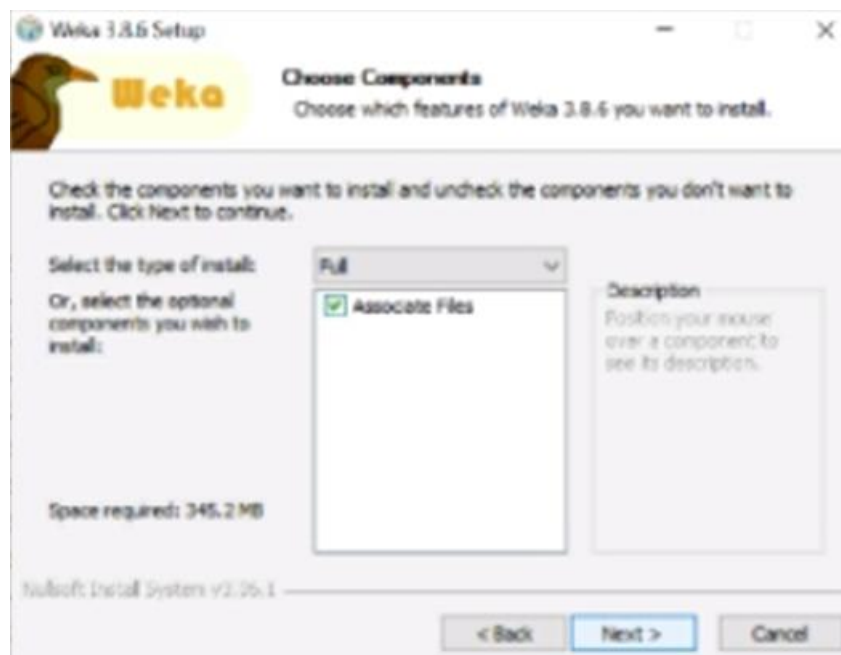 Weka 3.8.6 Setup
Weka
Choose Components
Choose which features of Weka 3.8.6 you want to install.
Check the components you want to install and uncheck the components you don't want to
install. Click Next to continue.
Select the type of install:
Full
Or, select the optional
components you wish to
install:
Associate Files
Description
Position your mouse
over a component to
see its description.
Space required: 345.2 MB
Nullsoft Install System
< Back
Next >
Cancel